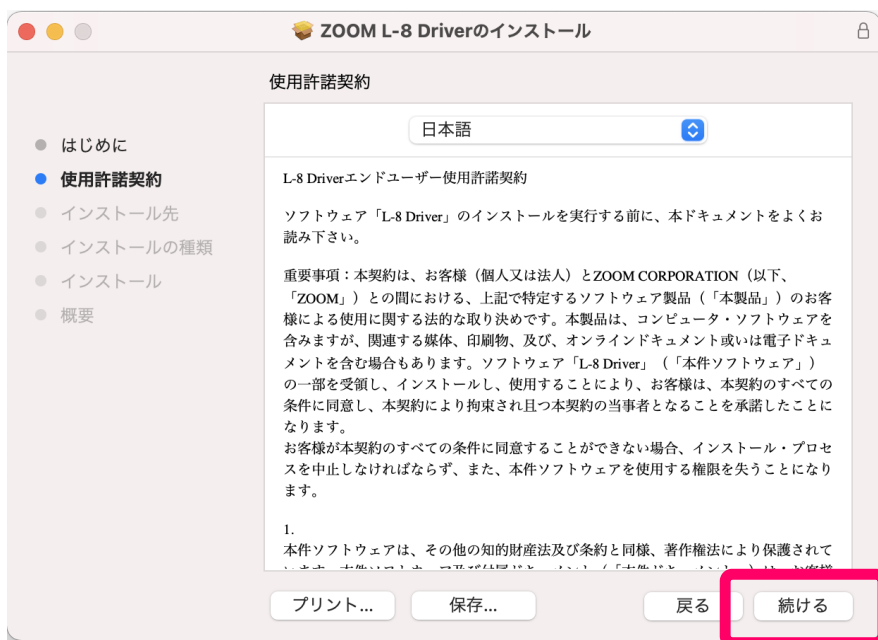 ZOOM L-8 Driverのインストール
使用許諾契約
はじめに
使用許諾契約
インストール先
インストールの種類
インストール
概要
日本語
L-8 Driverエンドユーザー使用許諾契約
ソフトウェア「L-8 Driver」のインストールを実行する前に、本ドキュメントをよくお
読み下さい。
重要事項：本契約は、お客様（個人又は法人）とZOOM CORPORATION（以下、
「ZOOM」）との間における、上記で特定するソフトウェア製品（「本製品」）のお客
様による使用に関する法的な取り決めです。本製品は、コンピュータ・ソフトウェアを
含みますが、関連する媒体、印刷物、及び、オンラインドキュメント或いは電子ドキュ
メントを含む場合もあります。ソフトウェア「L-8 Driver」（「本件ソフトウェア」）
の一部を受領し、インストールし、使用することにより、お客様は、本契約のすべての
条件に同意し、本契約により拘束され且つ本契約の当事者となることを承諾したことに
なります。
お客様が本契約のすべての条件に同意することができない場合、インストール・プロセ
スを中止しなければならず、また、本件ソフトウェアを使用する権限を失うことになり
ます。
1.
本件ソフトウェアは、その他の知的財産法及び条約と同様、著作権法により保護されて
プリント...
保存...
戻る
続ける